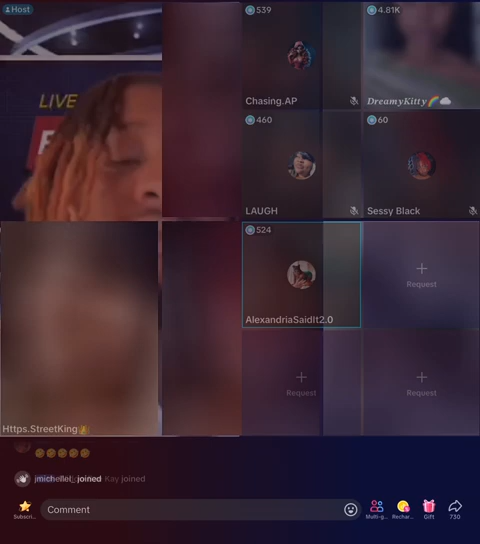 Host
LIVE
539
Chasing.AP
4.81K
DreamyKitty
460
LAUGH
60
Sessy Black
524
AlexandriaSaidIt2.0
Request
Request
Request
Https.StreetKing
joined Kay joined
Subscri...
Comment
Multi-g...
Rechar...
Gift
730